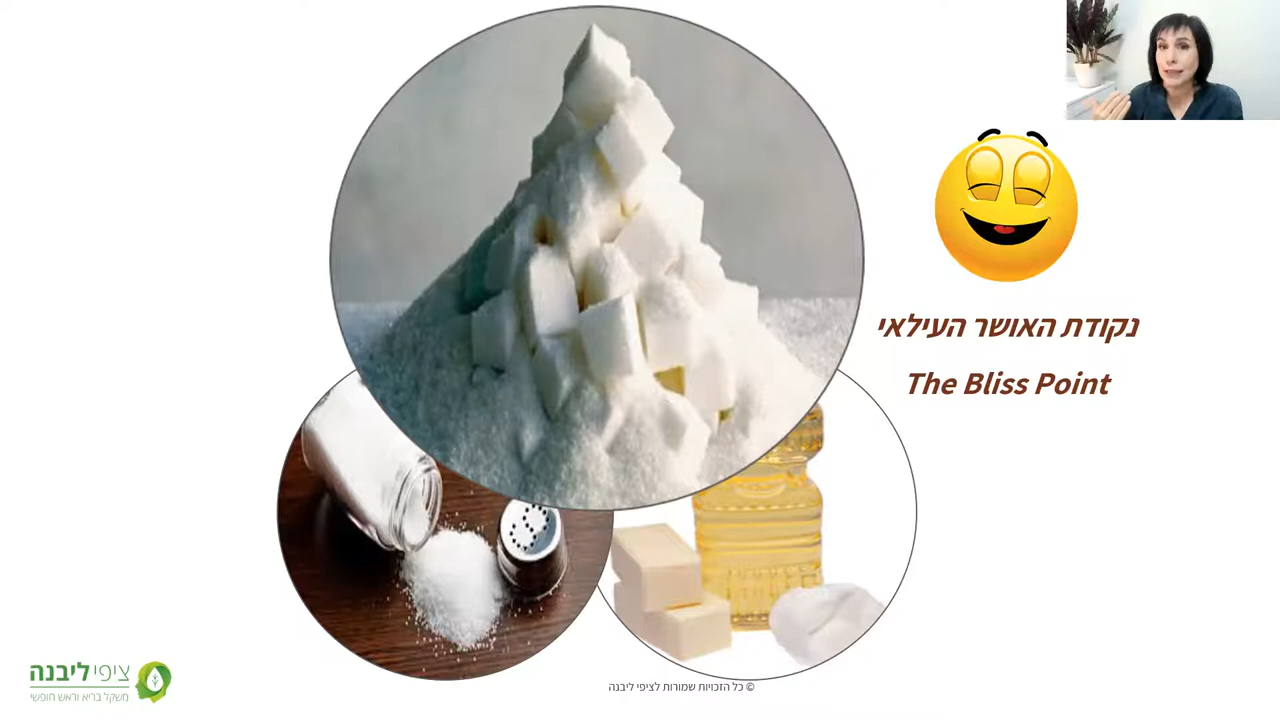 נקודת האושר העילאי
The Bliss Point
ציפי ליבנה
משקל בריא וראש חופשי
© כל הזכויות שמורות לציפי ליבנה